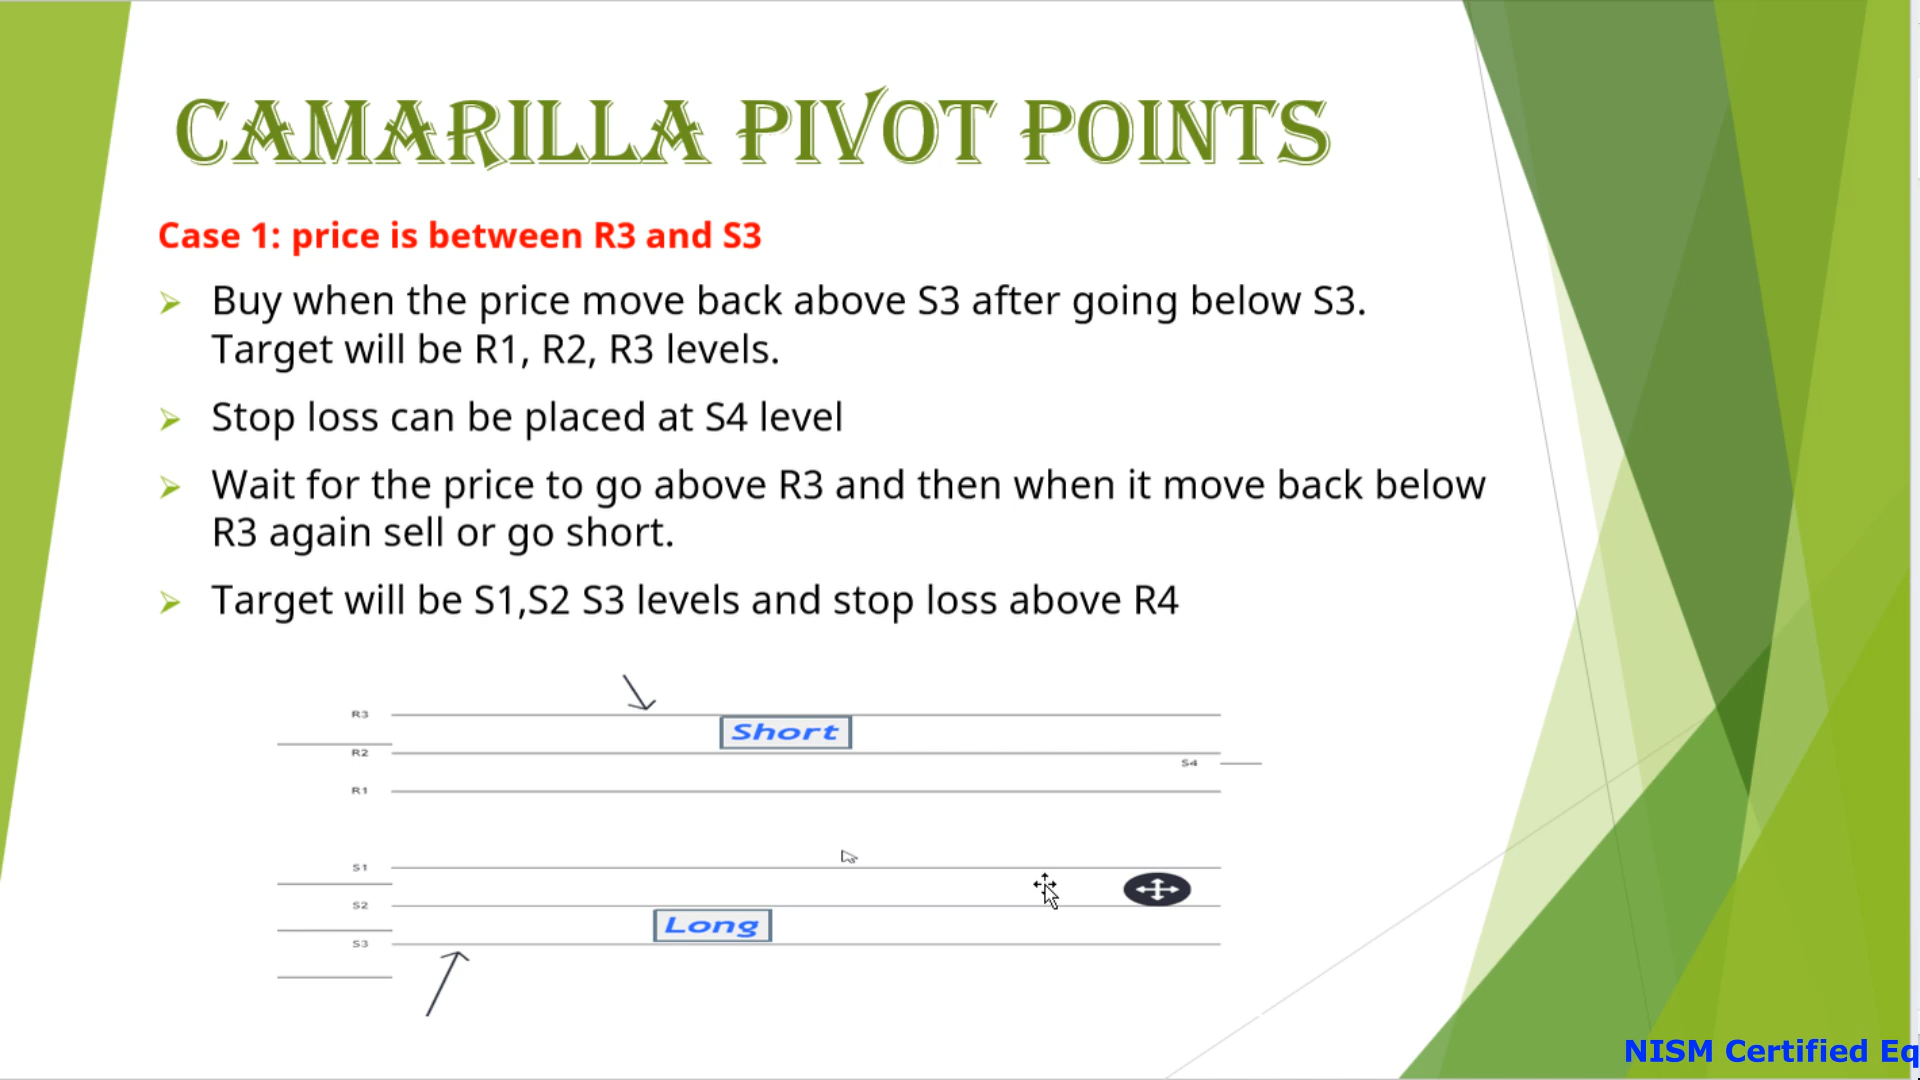 CAMARILLA PIVOT POINTS
Case 1: price is between R3 and S3
Buy when the price move back above S3 after going below S3.
Target will be R1, R2, R3 levels.
Stop loss can be placed at S4 level
Wait for the price to go above R3 and then when it move back below
R3 again sell or go short.
Target will be S1,S2 S3 levels and stop loss above R4
R3
Short
R2
S4
R1
S1
S2
Long
S3
NISM Certified Eq